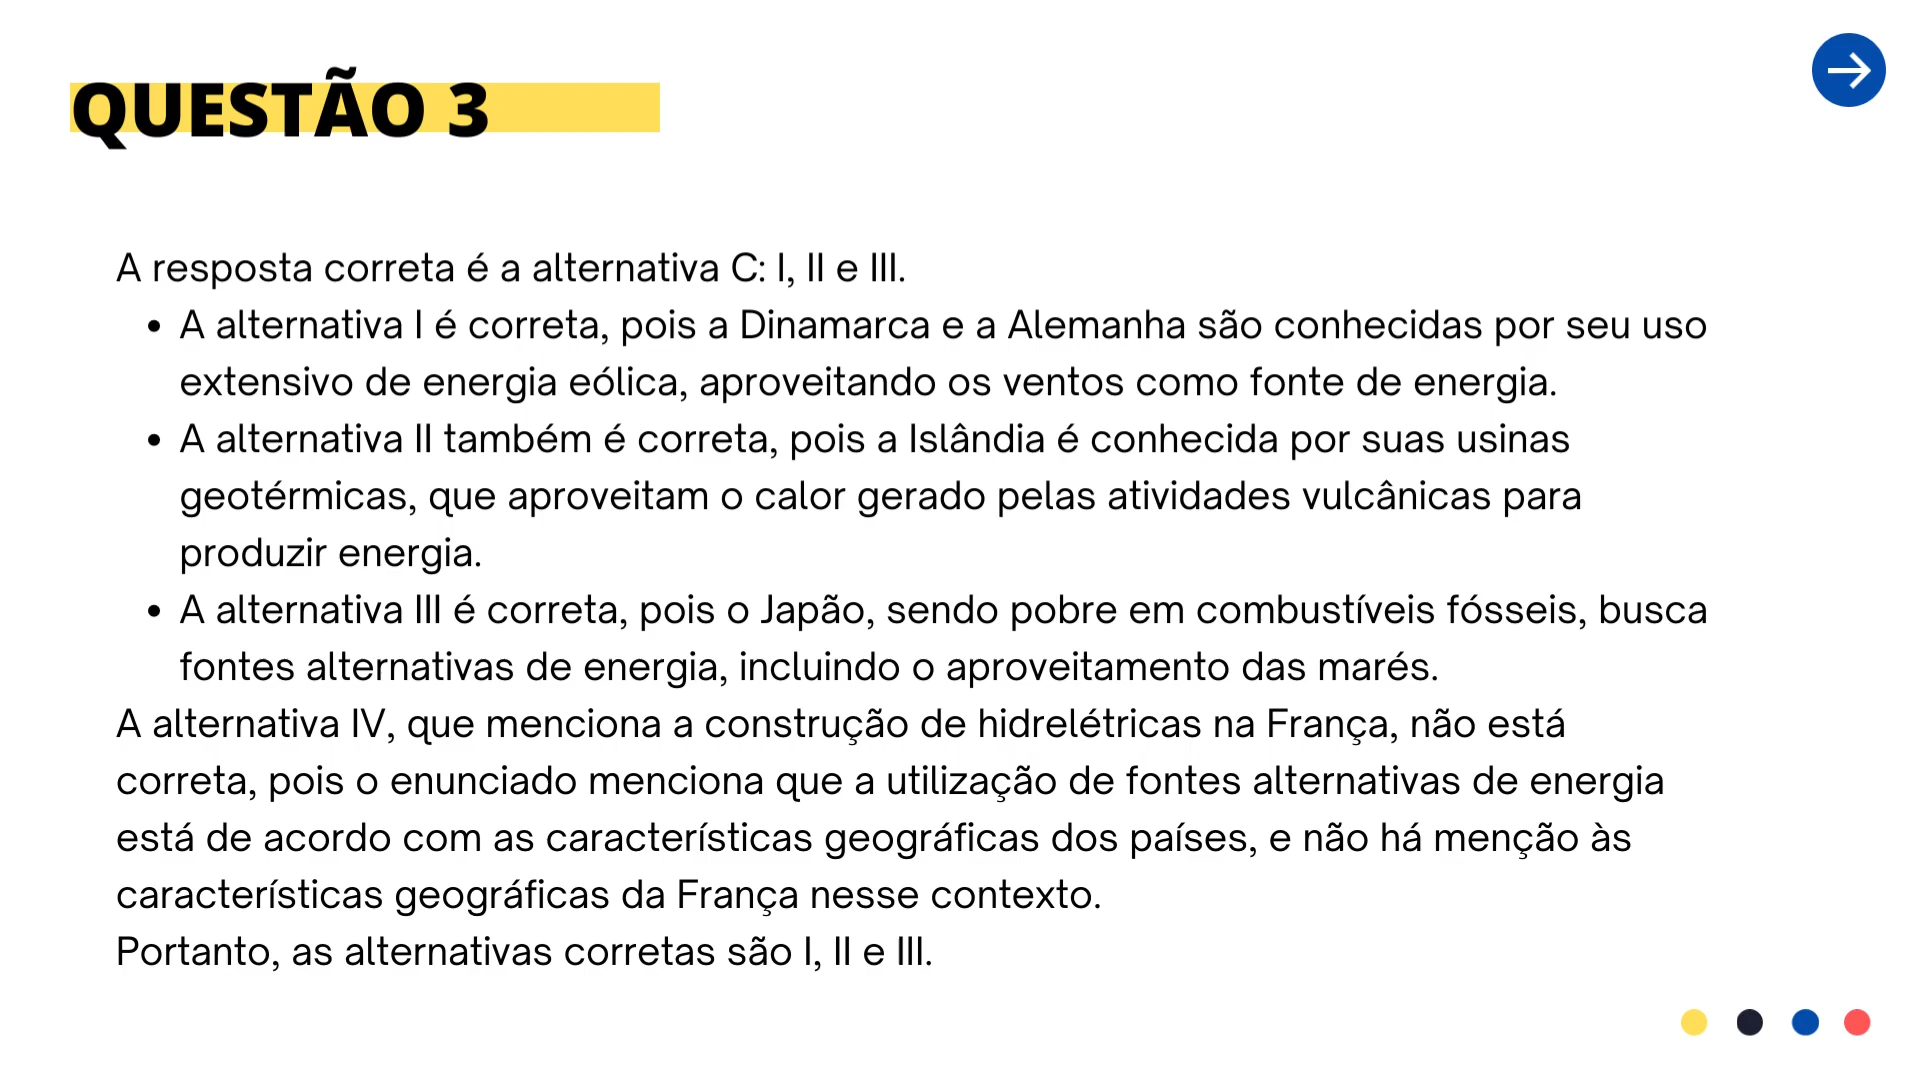 QUESTÃO 3
A resposta correta é a alternativa C: I, II e III.
• A alternativa I é correta, pois a Dinamarca e a Alemanha são conhecidas por seu uso
extensivo de energia eólica, aproveitando os ventos como fonte de energia.
• A alternativa II também é correta, pois a Islândia é conhecida por suas usinas
geotérmicas, que aproveitam o calor gerado pelas atividades vulcânicas para
produzir energia.
• A alternativa III é correta, pois o Japão, sendo pobre em combustíveis fósseis, busca
fontes alternativas de energia, incluindo o aproveitamento das marés.
A alternativa IV, que menciona a construção de hidrelétricas na França, não está
correta, pois o enunciado menciona que a utilização de fontes alternativas de energia
está de acordo com as características geográficas dos países, e não há menção às
características geográficas da França nesse contexto.
Portanto, as alternativas corretas são I, II e III.